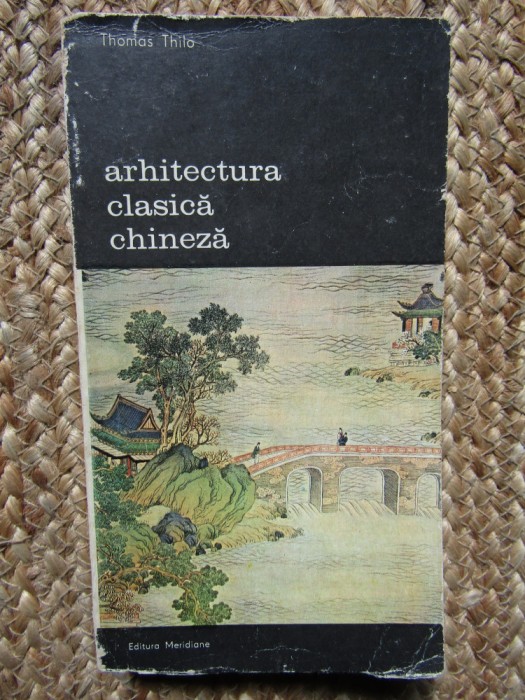 Thomas Thilo
arhitectura
clasică
chineză
Editura Meridiane